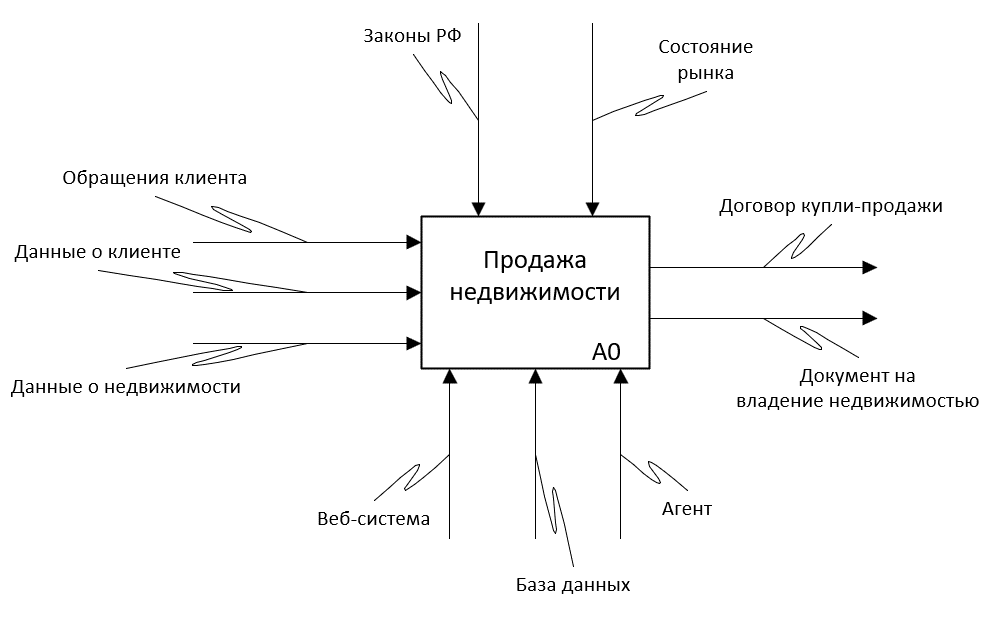 Законы РФ
Состояние
рынка
Обращения клиента
Данные о клиенте
Данные о недвижимости
Продажа
недвижимости
A0
Договор купли-продажи
Документ на
владение недвижимостью
Веб-система
База данных
Агент